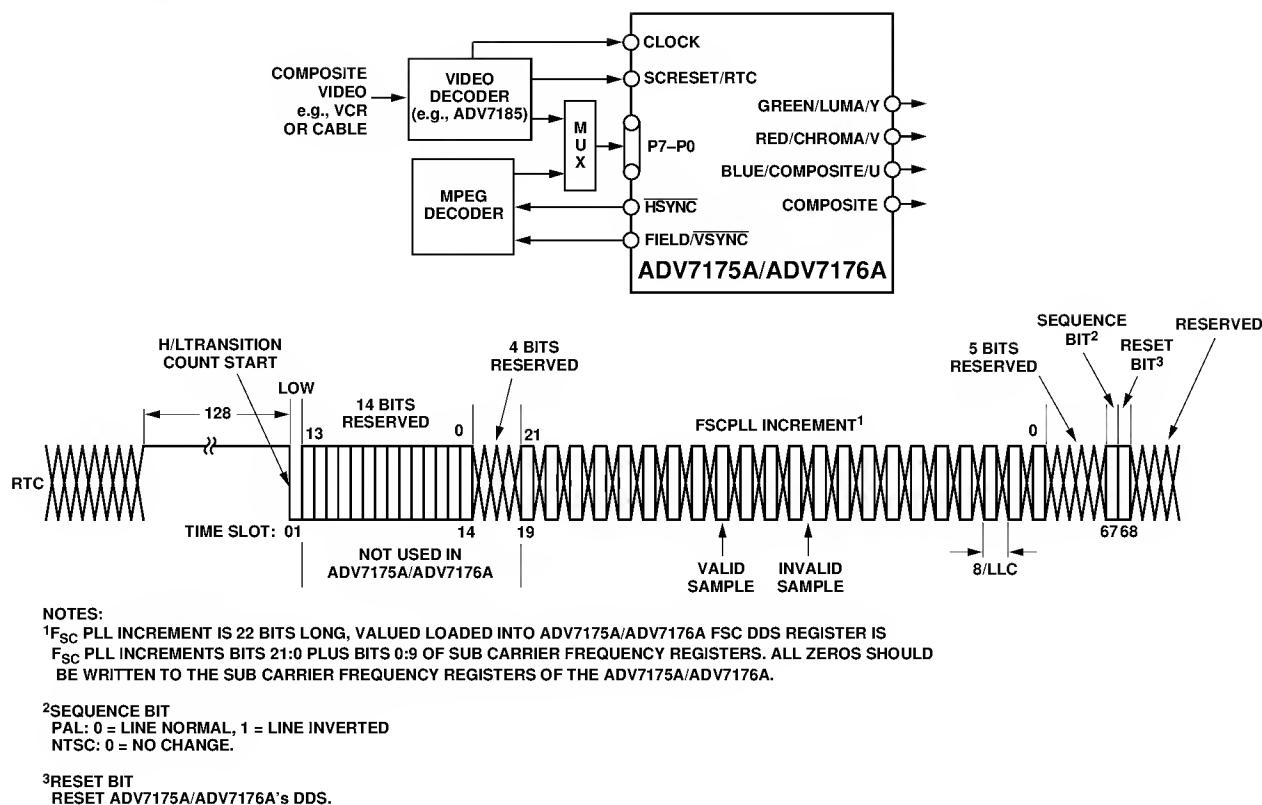 CLOCK
COMPOSITE
VIDEO
e.g., VCR
OR CABLE
VIDEO
DECODER
(e.g., ADV7185)
SCRESET/RTC
M
U
X
P7–P0
GREEN/LUMA/Y
RED/CHROMA/V
BLUE/COMPOSITE/U
COMPOSITE
MPEG
DECODER
HSYNC
FIELD/VSYNC
ADV7175A/ADV7176A
H/LTRANSITION
COUNT START
LOW
128
14 BITS
RESERVED
4 BITS
RESERVED
FSCPLL INCREMENT1
5 BITS
RESERVED
SEQUENCE
BIT2
RESET
BIT3
RESERVED
13
0
21
0
RTC
TIME SLOT: 01
14
19
67 68
NOT USED IN
ADV7175A/ADV7176A
VALID
SAMPLE
INVALID
SAMPLE
8/LLC
NOTES:
1FSC PLL INCREMENT IS 22 BITS LONG, VALUED LOADED INTO ADV7175A/ADV7176A FSC DDS REGISTER IS
FSC PLL INCREMENTS BITS 21:0 PLUS BITS 0:9 OF SUB CARRIER FREQUENCY REGISTERS. ALL ZEROS SHOULD
BE WRITTEN TO THE SUB CARRIER FREQUENCY REGISTERS OF THE ADV7175A/ADV7176A.
2SEQUENCE BIT
PAL: 0 = LINE NORMAL, 1 = LINE INVERTED
NTSC: 0 = NO CHANGE.
3RESET BIT
RESET ADV7175A/ADV7176A's DDS.